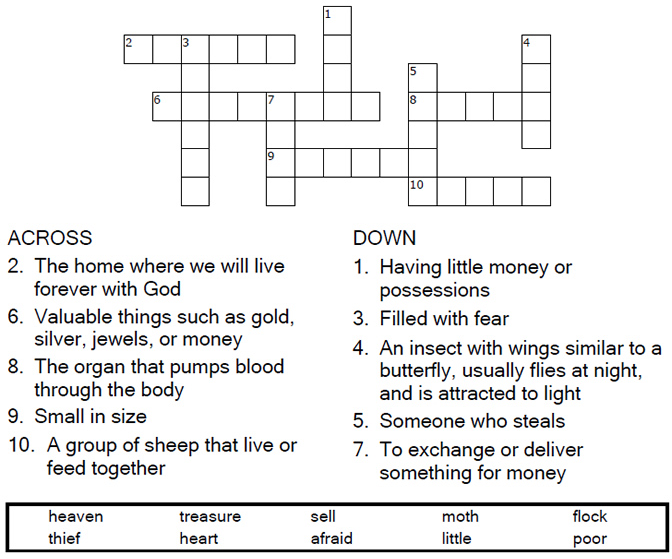 1
2
3
4
5
6
7
8
9
10
ACROSS
2. The home where we will live
forever with God
6. Valuable things such as gold,
silver, jewels, or money
8. The organ that pumps blood
through the body
9. Small in size
10. A group of sheep that live or
feed together
DOWN
1. Having little money or
possessions
3. Filled with fear
4. An insect with wings similar to a
butterfly, usually flies at night,
and is attracted to light
5. Someone who steals
7. To exchange or deliver
something for money
heaven treasure sell moth flock
thief heart afraid little poor